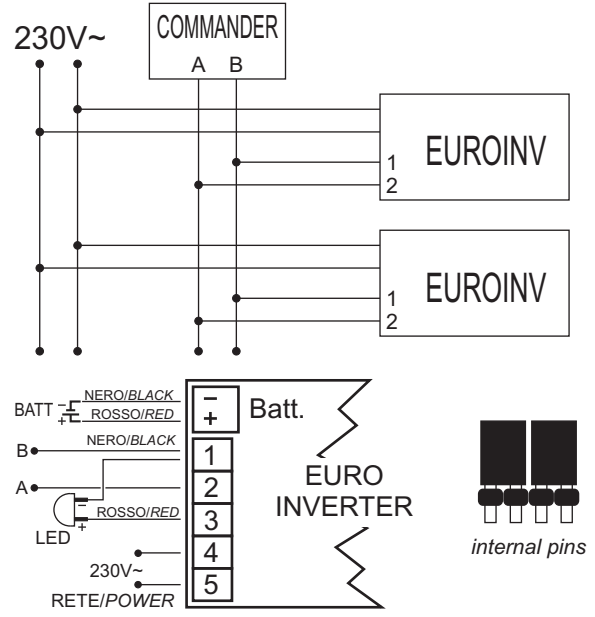 230V~
COMMANDER
A B
EUROINV
1
2
EUROINV
1
2
BATT
–
+
NERO/BLACK
ROSSO/RED
–
+
Batt.
B
NERO/BLACK
1
A
2
LED
–
+
ROSSO/RED
3
EURO
INVERTER
4
230V~
5
RETE/POWER
internal pins